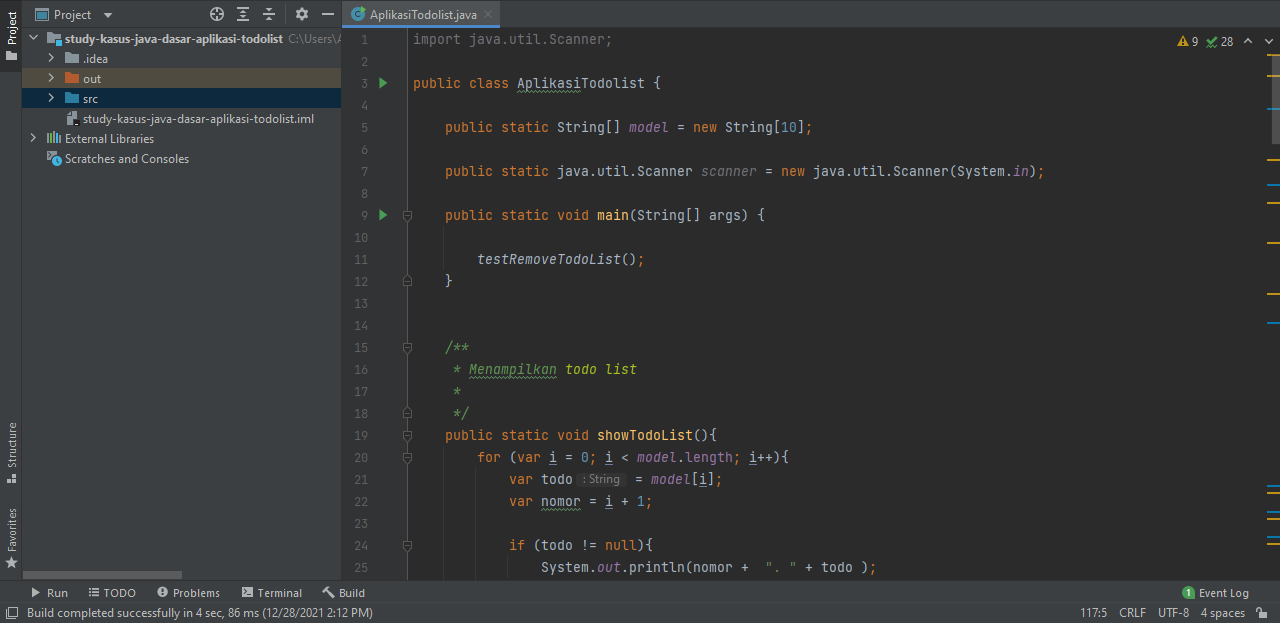 Project
AplikasiTodolist.java
Project
Structure
Favorites
study-kasus-java-dasar-aplikasi-todolist C:\Users\A
.idea
out
src
study-kasus-java-dasar-aplikasi-todolist.iml
External Libraries
Scratches and Consoles
9 28
1 import java.util.Scanner;
2
3 public class AplikasiTodolist {
4
5 public static String[] model = new String[10];
6
7 public static java.util.Scanner scanner = new java.util.Scanner(System.in);
8
9 public static void main(String[] args) {
10
11 testRemoveTodoList();
12 }
13
14
15 /**
16 * Menampilkan todo list
17 *
18 */
19 public static void showTodoList(){
20 for (var i = 0; i < model.length; i++){
21 var todo : String = model[i];
22 var nomor = i + 1;
23
24 if (todo != null){
25 System.out.println(nomor + ". " + todo );
Run TODO Problems Terminal Build 1 Event Log
Build completed successfully in 4 sec, 86 ms (12/28/2021 2:12 PM) 117:5 CRLF UTF-8 4 spaces